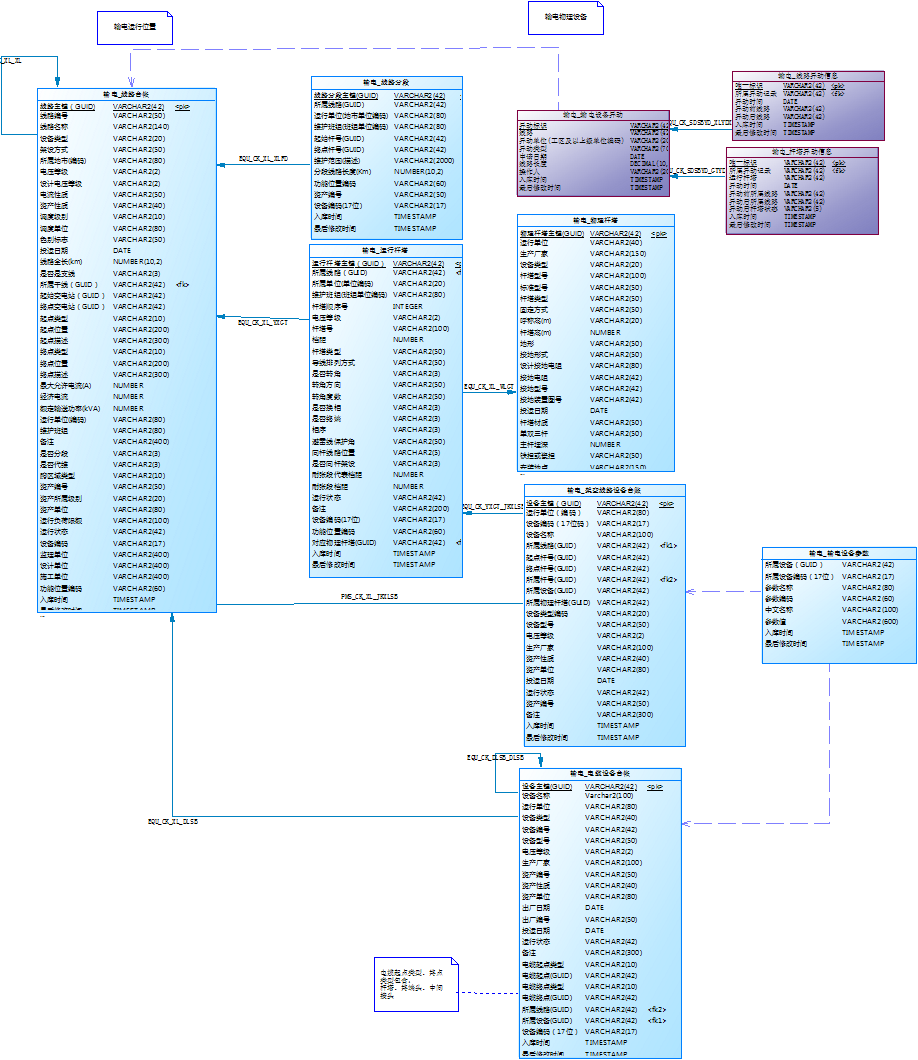 输电运行位置
输电物理设备
输电_线路台账
线路主键（GUID） VARCHAR2(42) <pk>
线路编号 VARCHAR2(50)
线路名称 VARCHAR2(140)
设备类型 VARCHAR2(20)
架设方式 VARCHAR2(50)
所属地市(编码) VARCHAR2(80)
电压等级 VARCHAR2(2)
设计电压等级 VARCHAR2(2)
电流性质 VARCHAR2(50)
资产性质 VARCHAR2(40)
调度级别 VARCHAR2(10)
调度单位 VARCHAR2(80)
色别标志 VARCHAR2(50)
投运日期 DATE
线路全长(km) NUMBER(10,2)
是否是支线 VARCHAR2(3)
所属干线（GUID） VARCHAR2(42) <fk>
起始变电站（GUID） VARCHAR2(42)
终点变电站（GUID） VARCHAR2(42)
起点类型 VARCHAR2(10)
起点位置 VARCHAR2(200)
起点描述 VARCHAR2(300)
终点类型 VARCHAR2(10)
终点位置 VARCHAR2(200)
终点描述 VARCHAR2(300)
最大允许电流(A) NUMBER
经济电流 NUMBER
额定输送功率(kVA) NUMBER
运行单位(编码) VARCHAR2(80)
维护班组 VARCHAR2(80)
备注 VARCHAR2(400)
是否分段 VARCHAR2(3)
是否代维 VARCHAR2(3)
跨区域类型 VARCHAR2(10)
资产编号 VARCHAR2(50)
资产所属级别 VARCHAR2(20)
资产单位 VARCHAR2(80)
运行负荷限额 VARCHAR2(100)
运行状态 VARCHAR2(42)
设备编码 VARCHAR2(17)
监理单位 VARCHAR2(400)
设计单位 VARCHAR2(400)
施工单位 VARCHAR2(400)
功能位置编码 VARCHAR2(60)
入库时间 TIMESTAMP
最后修改时间 TIMESTAMP
输电_线路分段
线路分段主键(GUID) VARCHAR2(42)
所属线路(GUID) VARCHAR2(42)
运行单位(地市单位编码) VARCHAR2(80)
维护班组(班组单位编码) VARCHAR2(80)
起始杆号(GUID) VARCHAR2(42)
终点杆号(GUID) VARCHAR2(42)
维护范围(描述) VARCHAR2(2000)
分段线路长度(Km) NUMBER(10,2)
功能位置编码 VARCHAR2(60)
资产编号 VARCHAR2(50)
设备编码(17位) VARCHAR2(17)
入库时间 TIMESTAMP
最后修改时间 TIMESTAMP
EQU_CK_XL_XLFD
输电_运行杆塔
运行杆塔主键（GUID） VARCHAR2(42)
所属线路（GUID） VARCHAR2(42)
所属单位(单位编码) VARCHAR2(20)
维护班组(班组单位编码) VARCHAR2(80)
杆塔顺序号 INTEGER
电压等级 VARCHAR2(2)
杆塔号 VARCHAR2(100)
档距 NUMBER
杆塔类型 VARCHAR2(50)
导线排列方式 VARCHAR2(50)
是否转角 VARCHAR2(3)
转角方向 VARCHAR2(50)
转角度数 VARCHAR2(50)
是否换相 VARCHAR2(3)
是否终端 VARCHAR2(3)
相序 VARCHAR2(3)
避雷线保护角 VARCHAR2(50)
同杆线路位置 VARCHAR2(5)
是否同杆架设 VARCHAR2(3)
耐张段代表档距 NUMBER
耐张段档距 NUMBER
运行状态 VARCHAR2(42)
备注 VARCHAR2(200)
设备编码(17位) VARCHAR2(17)
功能位置编码 VARCHAR2(60)
对应物理杆塔(GUID) VARCHAR2(42)
入库时间 TIMESTAMP
最后修改时间 TIMESTAMP
EQU_CK_XL_YXGT
EQU_CK_XL_WLGT
输电_输电设备异动
异动标识
线路
异动单位(工区及以上级单位编码)
异动类型
申请日期 DATE
线路长度
操作人
入库时间 TIMESTAMP
最后修改时间 TIMESTAMP
输电_线路异动信息
唯一标识 VARCHAR2(42) <pk>
所属异动记录 VARCHAR2(42) <fk>
异动时间 DATE
异动前线路 VARCHAR2(42)
异动后线路 VARCHAR2(42)
入库时间 TIMESTAMP
最后修改时间 TIMESTAMP
输电_杆塔异动信息
唯一标识 VARCHAR2(42) <pk>
所属异动记录 VARCHAR2(42) <fk>
运行杆塔 VARCHAR2(42)
异动时间 DATE
异动前所属线路 VARCHAR2(42)
异动后所属线路 VARCHAR2(42)
异动后杆塔状态 VARCHAR2(5)
入库时间 TIMESTAMP
最后修改时间 TIMESTAMP
输电_物理杆塔
物理杆塔主键(GUID) VARCHAR2(42) <pk>
运行单位 VARCHAR2(40)
生产厂家 VARCHAR2(150)
设备类型 VARCHAR2(20)
杆塔型号 VARCHAR2(100)
标准型号 VARCHAR2(50)
杆塔类型 VARCHAR2(50)
固定方式 VARCHAR2(50)
呼称高(m) VARCHAR2(20)
杆塔高(m) NUMBER
地形 VARCHAR2(50)
接地形式 VARCHAR2(50)
设计接地电阻 VARCHAR2(80)
接地电阻 VARCHAR2(42)
接地型号 VARCHAR2(42)
接地装置图号 VARCHAR2(42)
投运日期 DATE
杆塔材质 VARCHAR2(50)
单双三杆 VARCHAR2(50)
主杆埋深 NUMBER
铁担或瓷担 VARCHAR2(50)
安装地点 VARCHAR2(150)
输电_架空线路设备台账
设备主键（GUID） VARCHAR2(42) <pk>
运行单位（编码） VARCHAR2(80)
设备编码（17位码） VARCHAR2(17)
设备名称 VARCHAR2(100)
所属线路(GUID) VARCHAR2(42) <fk1>
起点杆号(GUID) VARCHAR2(42)
终点杆号(GUID) VARCHAR2(42)
所属杆号(GUID) VARCHAR2(42) <fk2>
所属设备(GUID) VARCHAR2(42)
所属物理杆塔(GUID) VARCHAR2(42)
设备类型编码 VARCHAR2(20)
设备型号 VARCHAR2(50)
电压等级 VARCHAR2(2)
生产厂家 VARCHAR2(100)
资产性质 VARCHAR2(40)
资产单位 VARCHAR2(80)
投运日期 DATE
运行状态 VARCHAR2(42)
资产编号 VARCHAR2(50)
备注 VARCHAR2(300)
入库时间 TIMESTAMP
最后修改时间 TIMESTAMP
PMS_CK_XL_JKXLSB
输电_输电设备参数
所属设备（GUID） VARCHAR2(42)
所属设备编码（17位） VARCHAR2(17)
参数名称 VARCHAR2(80)
参数编码 VARCHAR2(60)
中文名称 VARCHAR2(100)
参数值 VARCHAR2(600)
入库时间 TIMESTAMP
最后修改时间 TIMESTAMP
EQU_CK_DLSB_DLSB
EQU_CK_XL_DLSB
输电_电缆设备台账
设备主键(GUID) VARCHAR2(42) <pk>
设备名称 Varchar2(100)
运行单位 VARCHAR2(80)
设备类型 VARCHAR2(40)
设备编号 VARCHAR2(42)
设备型号 VARCHAR2(50)
电压等级 VARCHAR2(2)
生产厂家 VARCHAR2(100)
资产编号 VARCHAR2(50)
资产性质 VARCHAR2(40)
资产单位 VARCHAR2(80)
出厂日期 DATE
出厂编号 VARCHAR2(50)
投运日期 DATE
运行状态 VARCHAR2(42)
备注 VARCHAR2(300)
电缆起点类型 VARCHAR2(10)
电缆起点(GUID) VARCHAR2(42)
电缆终点类型 VARCHAR2(10)
电缆终点(GUID) VARCHAR2(42)
所属线路(GUID) VARCHAR2(42) <fk2>
所属设备(GUID) VARCHAR2(42) <fk1>
设备编码（17位） VARCHAR2(17)
入库时间 TIMESTAMP
最后修改时间 TIMESTAMP
电缆起点类型、终点
类型包含：
杆塔、终端头、中间
接头